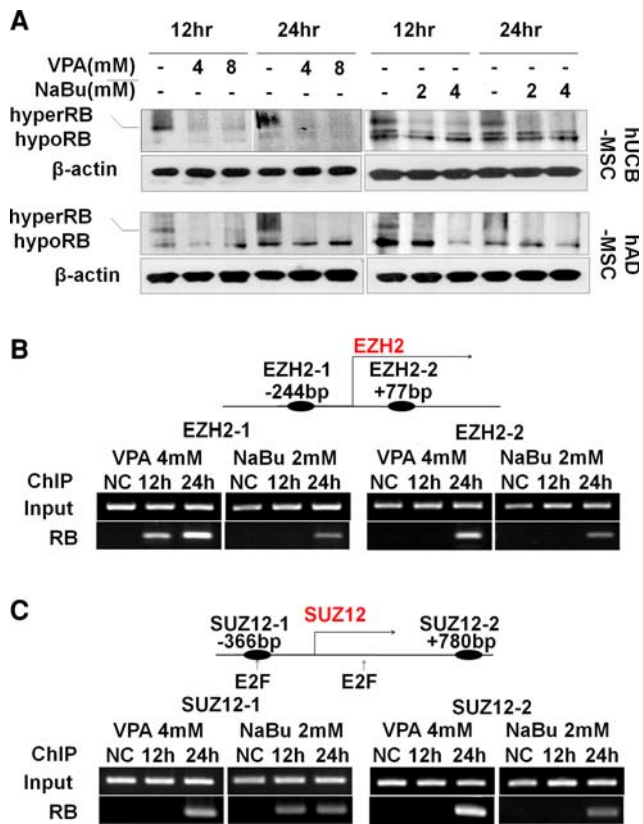 A
12hr 24hr 12hr 24hr
VPA(mM) - 4 8 - 4 8 - - - - - -
NaBu(mM) - - - - - - - 2 4 - 2 4
hyperRB
hypoRB
β-actin
hUCB
-MSC
hyperRB
hypoRB
β-actin
hAD
-MSC
B
EZH2
EZH2-1 EZH2-2
-244bp +77bp
EZH2-1 EZH2-2
VPA 4mM NaBu 2mM VPA 4mM NaBu 2mM
ChIP NC 12h 24h NC 12h 24h NC 12h 24h NC 12h 24h
Input
RB
C
SUZ12-1 SUZ12 SUZ12-2
-366bp +780bp
E2F E2F
SUZ12-1 SUZ12-2
VPA 4mM NaBu 2mM VPA 4mM NaBu 2mM
ChIP NC 12h 24h NC 12h 24h NC 12h 24h NC 12h 24h
Input
RB